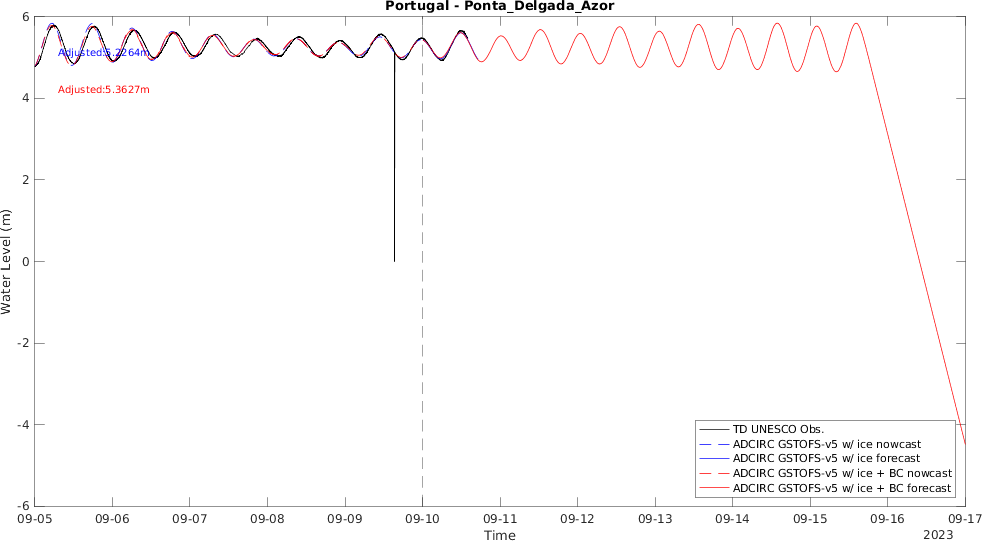 Portugal - Ponta_Delgada_Azor
Water Level (m)
6
4
2
0
-2
-4
-6
Adjusted:5.2264m
Adjusted:5.3627m
TD UNESCO Obs.
ADCIRC GSTOFS-v5 w/ ice nowcast
ADCIRC GSTOFS-v5 w/ ice forecast
ADCIRC GSTOFS-v5 w/ ice + BC nowcast
ADCIRC GSTOFS-v5 w/ ice + BC forecast
09-05 09-06 09-07 09-08 09-09 09-10 09-11 09-12 09-13 09-14 09-15 09-16 09-17
Time
2023